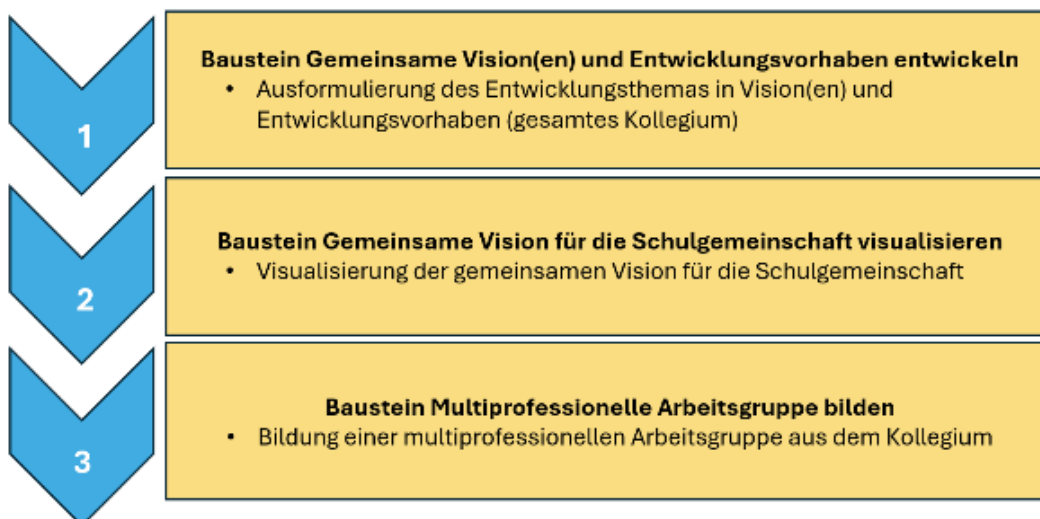 1
Baustein Gemeinsame Vision(en) und Entwicklungsvorhaben entwickeln
• Ausformulierung des Entwicklungsthemas in Vision(en) und
Entwicklungsvorhaben (gesamtes Kollegium)
2
Baustein Gemeinsame Vision für die Schulgemeinschaft visualisieren
• Visualisierung der gemeinsamen Vision für die Schulgemeinschaft
3
Baustein Multiprofessionelle Arbeitsgruppe bilden
• Bildung einer multiprofessionellen Arbeitsgruppe aus dem Kollegium